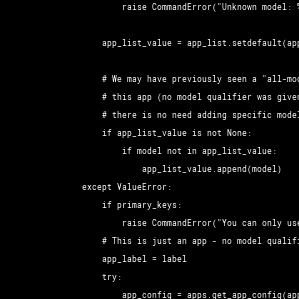 raise CommandError("Unknown model: %
app_list_value = app_list.setdefault(app
# We may have previously seen a "all-mod
# this app (no model qualifier was given
# there is no need adding specific model
if app_list_value is not None:
if model not in app_list_value:
app_list_value.append(model)
except ValueError:
if primary_keys:
raise CommandError("You can only use
# This is just an app - no model qualifi
app_label = label
try:
app_config = apps.get_app_config(app